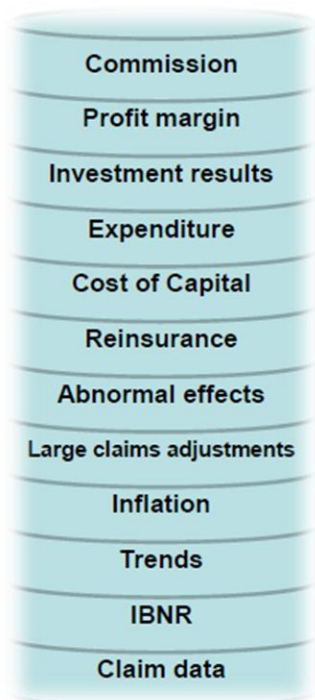 Commission
Profit margin
Investment results
Expenditure
Cost of Capital
Reinsurance
Abnormal effects
Large claims adjustments
Inflation
Trends
IBNR
Claim data